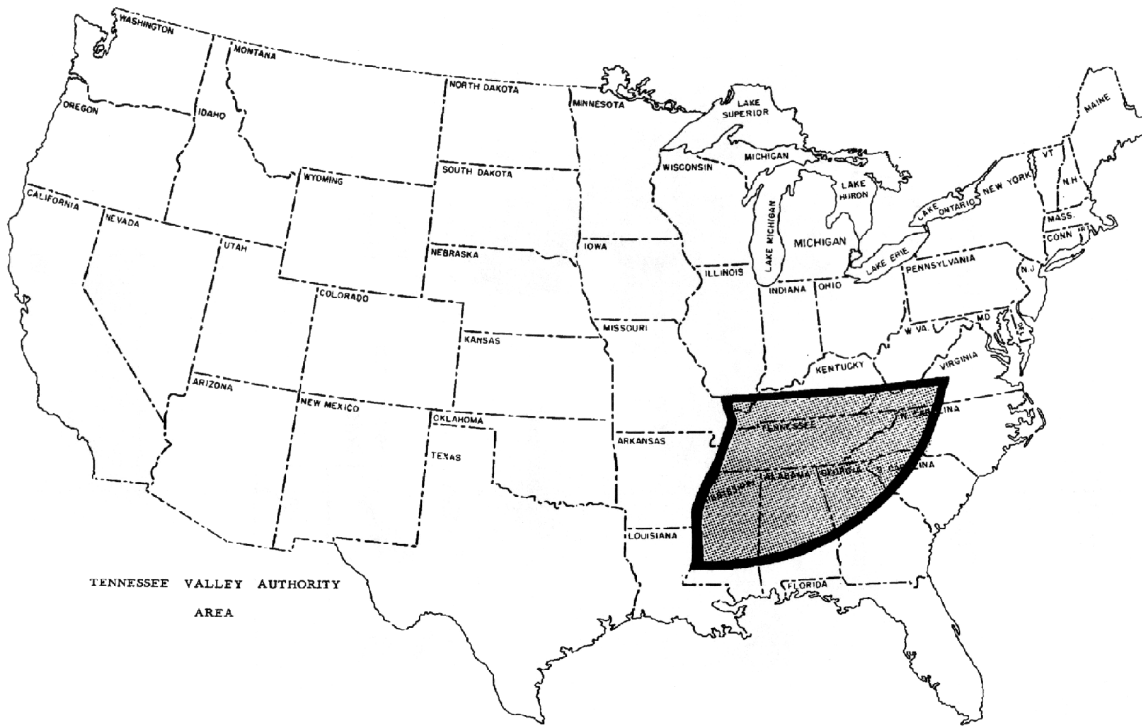 WASHINGTON
MONTANA
NORTH DAKOTA
MINNESOTA
LAKE
SUPERIOR
MAINE
OREGON
IDAHO
WISCONSIN
MICHIGAN
VT
N.H.
SOUTH DAKOTA
WYOMING
LAKE
HURON
LAKE
ONTARIO
NEW YORK
MASS.
CONN
CALIFORNIA
NEVADA
UTAH
NEBRASKA
IOWA
LAKE MICHIGAN
MICHIGAN
LAKE ERIE
PENNSYLVANIA
N.J.
ILLINOIS
INDIANA
OHIO
COLORADO
KANSAS
MISSOURI
W VA.
MD
KENTUCKY
VIRGINIA
ARIZONA
NEW MEXICO
OKLAHOMA
TENNESSEE
N. CAROLINA
ARKANSAS
TEXAS
ALABAMA
GEORGIA
S CAROLINA
LOUISIANA
FLORIDA
TENNESSEE VALLEY AUTHORITY
AREA